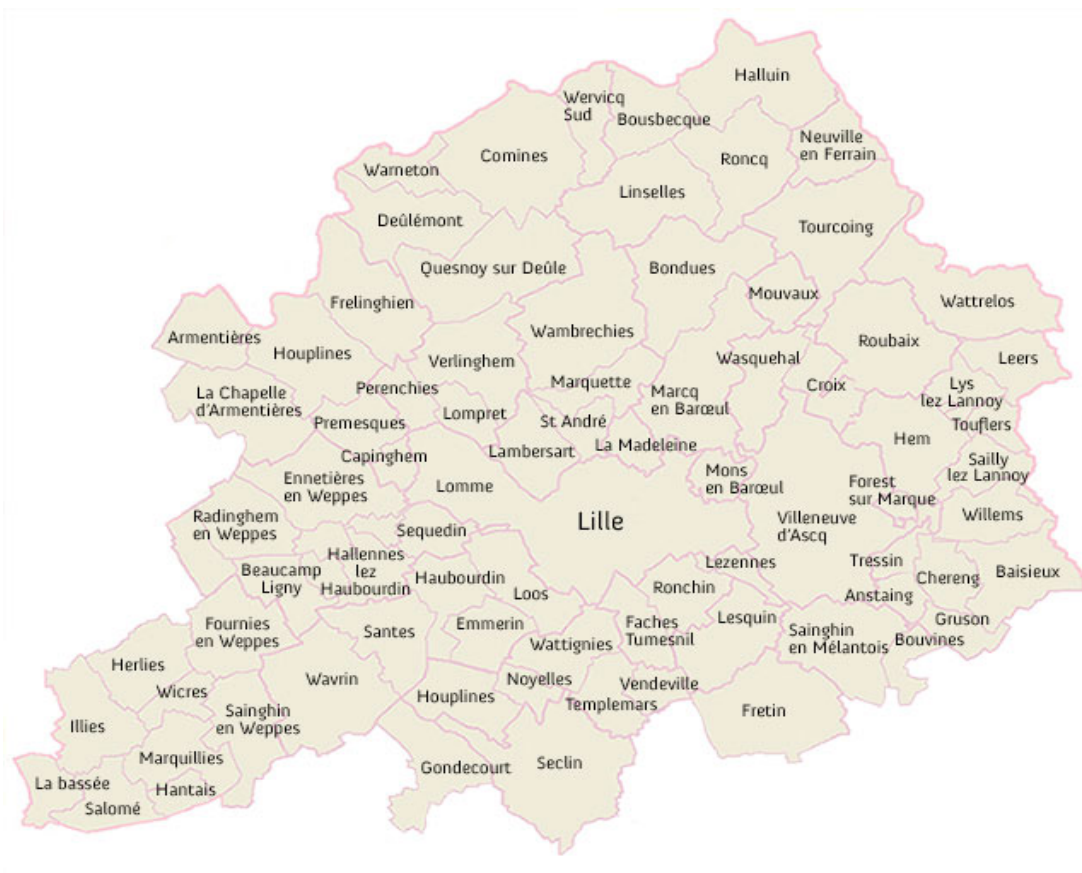 Halluin
Wervicq
Sud
Bousbecque
Neuville
en Ferrain
Comines
Roncq
Warneton
Linselles
Deûlémont
Tourcoing
Quesnoy sur Deûle
Bondues
Mouvaux
Frelinghien
Wattrelos
Armentières
Houplines
Wambrechies
Roubaix
Verlinghem
Wasquehal
Leers
La Chapelle
d'Armentières
Perenchies
Marquette
Marcq
en Barœul
Croix
Lys
lez Lannoy
Premesques
Lompret
St André
Touflers
Hem
La Madeleine
Lambersart
Capinghem
Sailly
lez Lannoy
Ennetières
en Weppes
Lomme
Mons
en Barœul
Forest
sur Marque
Radinghem
en Weppes
Lille
Villeneuve
d'Ascq
Willems
Sequedin
Hallennes
lez
Haubourdin
Beaucamp
Ligny
Haubourdin
Loos
Lezennes
Ronchin
Tressin
Chereng
Baisieux
Anstaing
Fournies
en Weppes
Santes
Emmerin
Wattignies
Faches
Tumesnil
Lesquin
Sainghin
en Mélantois
Gruson
Bouvines
Herlies
Wicres
Wavrin
Houplines
Noyelles
Vendeville
Templemars
Fretin
Illies
Sainghin
en Weppes
Marquillies
Gondecourt
Seclin
La bassée
Hantais
Salomé